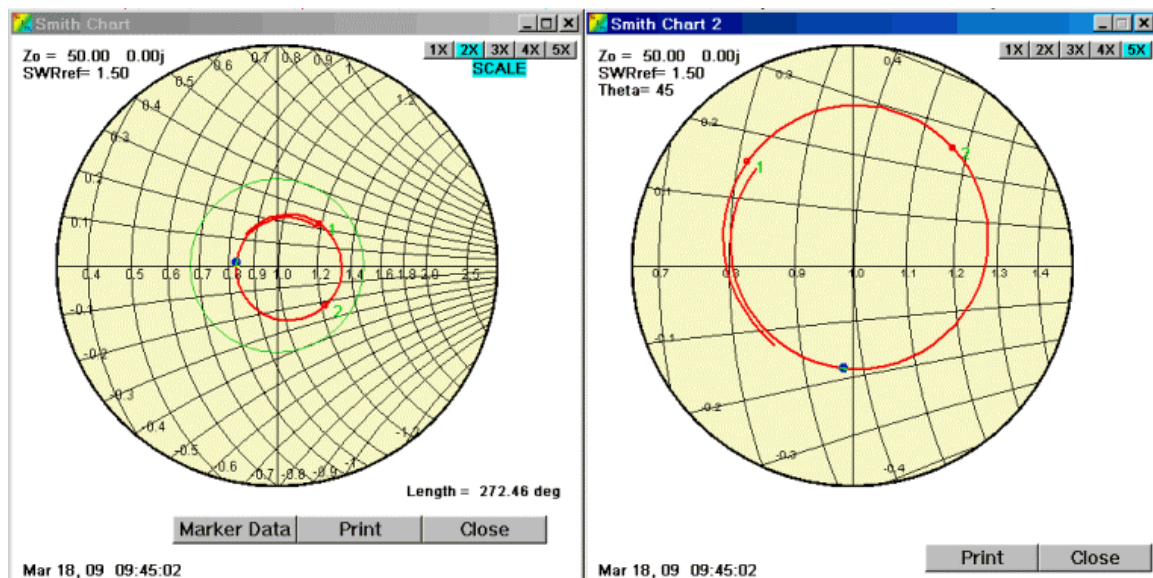 Smith Chart
Zo = 50.00 0.00j
SWRref= 1.50
1X 2X 3X 4X 5X
SCALE
0.7 0.8 0.9 1
0.6
0.5
1.2
0.4
0.3
0.2
0.1
1
0.4 0.5 0.6 0.7 0.8 0.9 1.0 1.2 1.4 1.6 1.8 2.0 2.5
-0.1
2
-0.2
-0.3
-0.4
-0.5
-0.6 -0.7 -0.8 -0.9 -1
Length = 272.46 deg
Marker Data Print Close
Mar 18, 09 09:45:02
Smith Chart 2
Zo = 50.00 0.00j
SWRref= 1.50
Theta= 45
1X 2X 3X 4X 5X
0.4
0.3
0.2
2
1
0.1
0.7 0.8 0.9 1.0 1.1 1.2 1.3 1.4
-0.1
-0.2
-0.3 -0.4
Print Close
Mar 18, 09 09:45:02